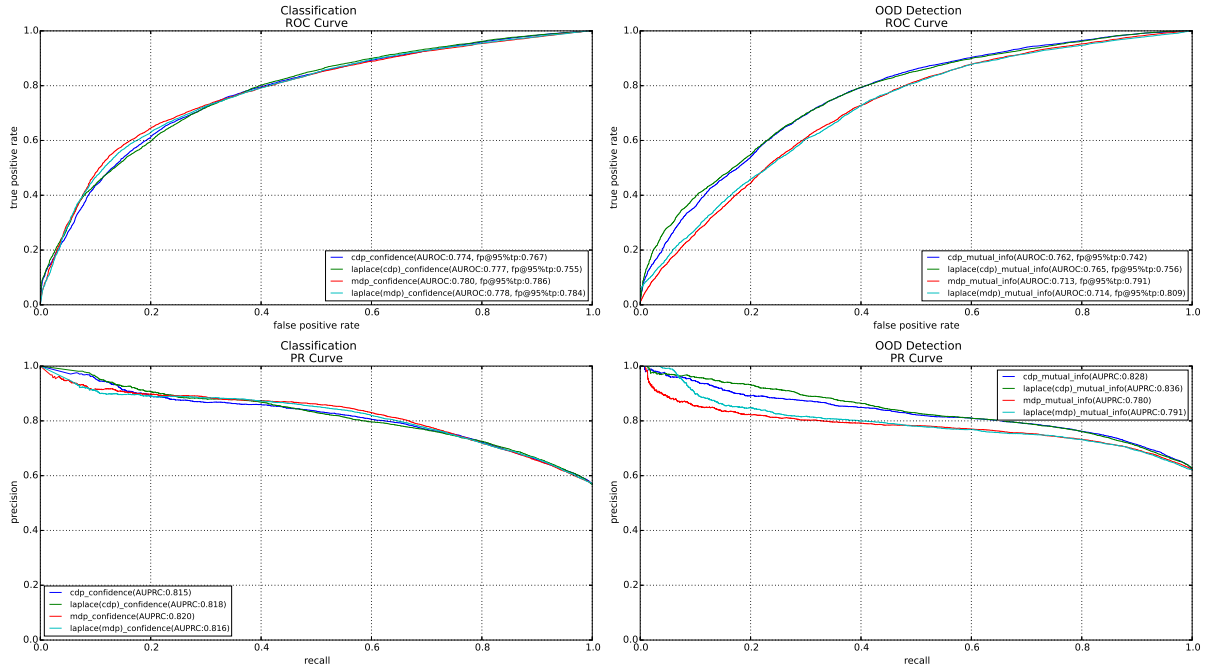 Classification
ROC Curve
1.0
0.8
0.6
0.4
0.2
0.0
true positive rate
0.0 0.2 0.4 0.6 0.8 1.0
false positive rate
cdp_confidence(AUROC:0.774, fp@95%tp:0.767)
laplace(cdp)_confidence(AUROC:0.777, fp@95%tp:0.755)
mdp_confidence(AUROC:0.780, fp@95%tp:0.786)
laplace(mdp)_confidence(AUROC:0.778, fp@95%tp:0.784)
OOD Detection
ROC Curve
1.0
0.8
0.6
0.4
0.2
0.0
true positive rate
0.0 0.2 0.4 0.6 0.8 1.0
false positive rate
cdp_mutual_info(AUROC:0.762, fp@95%tp:0.742)
laplace(cdp)_mutual_info(AUROC:0.765, fp@95%tp:0.756)
mdp_mutual_info(AUROC:0.713, fp@95%tp:0.791)
laplace(mdp)_mutual_info(AUROC:0.714, fp@95%tp:0.809)
Classification
PR Curve
1.0
0.8
0.6
0.4
0.2
0.0
precision
0.0 0.2 0.4 0.6 0.8 1.0
recall
cdp_confidence(AUPRC:0.815)
laplace(cdp)_confidence(AUPRC:0.818)
mdp_confidence(AUPRC:0.820)
laplace(mdp)_confidence(AUPRC:0.816)
OOD Detection
PR Curve
1.0
0.8
0.6
0.4
0.2
0.0
precision
0.0 0.2 0.4 0.6 0.8 1.0
recall
cdp_mutual_info(AUPRC:0.828)
laplace(cdp)_mutual_info(AUPRC:0.836)
mdp_mutual_info(AUPRC:0.780)
laplace(mdp)_mutual_info(AUPRC:0.791)